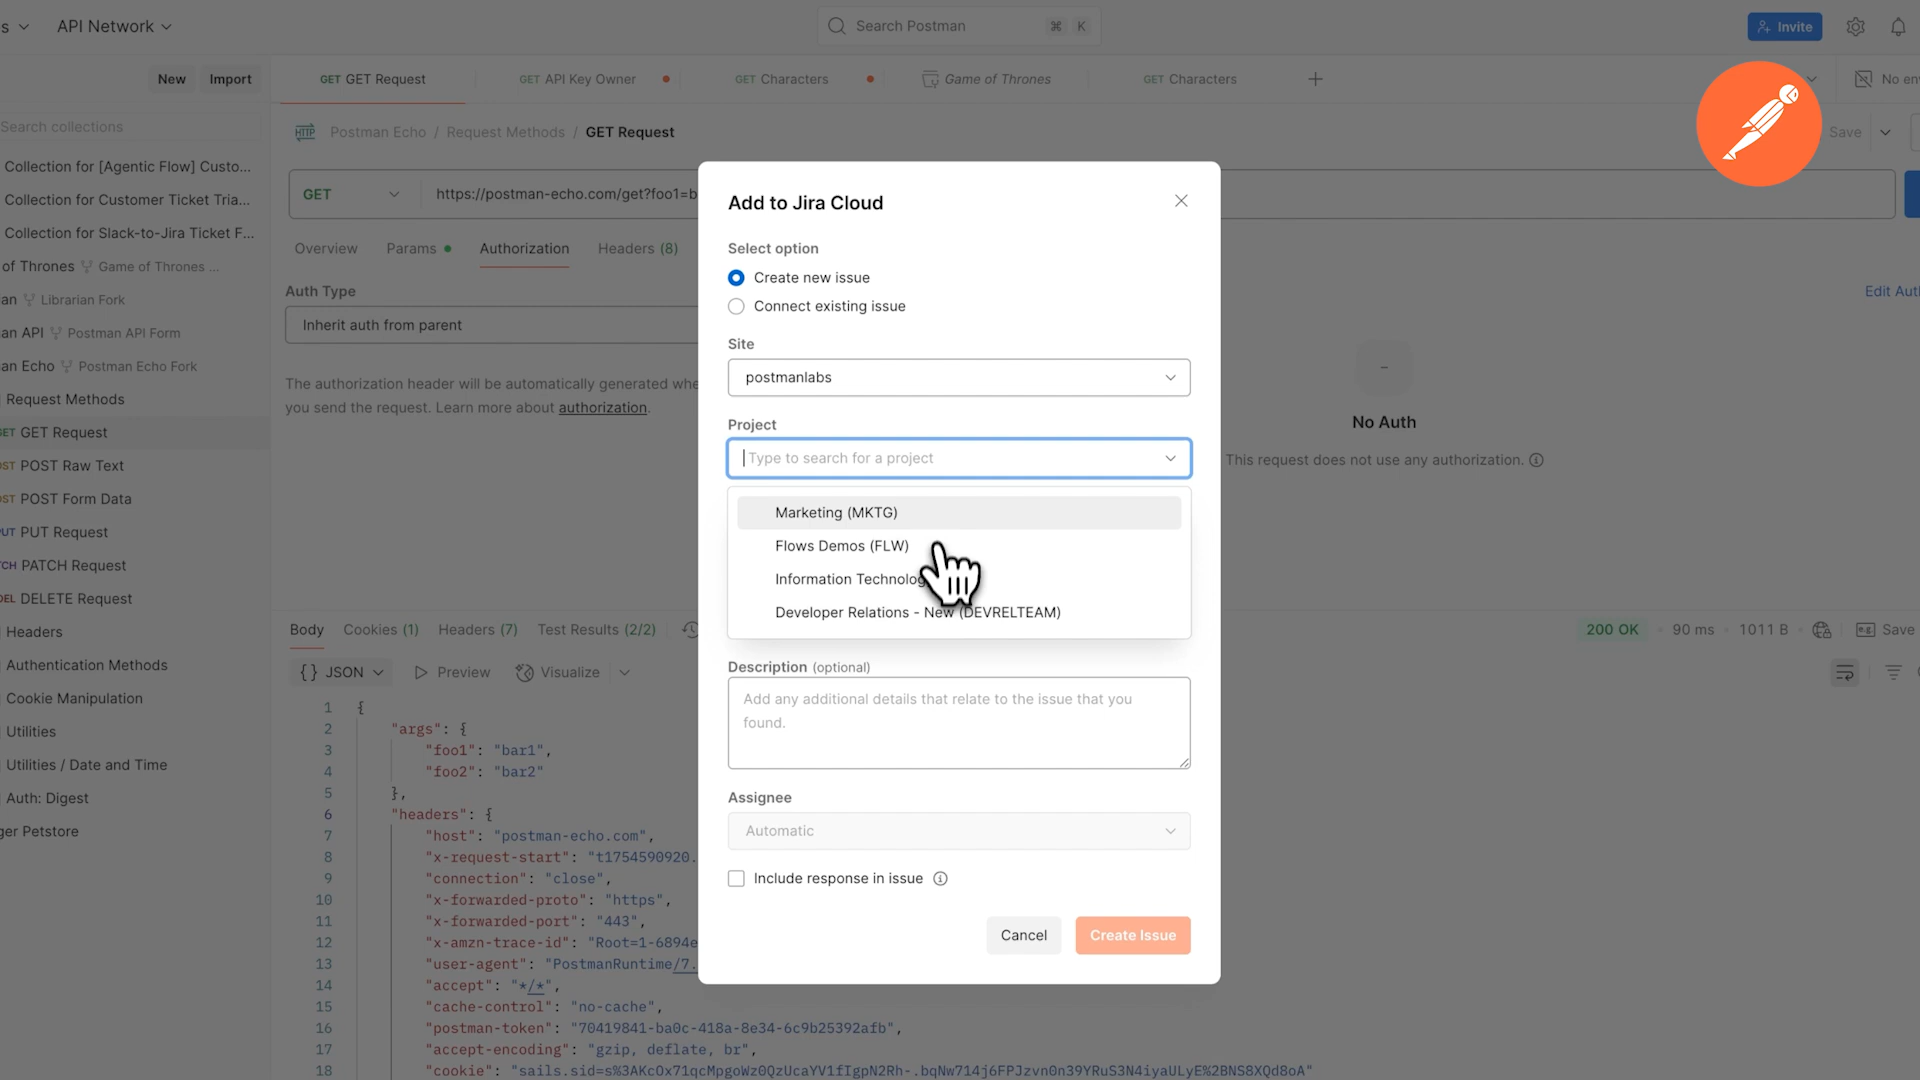 s
API Network
Search Postman
⌘ K
Invite
New
Import
GET GET Request
GET API Key Owner
GET Characters
Game of Thrones
GET Characters
No en
Search collections
HTTP Postman Echo / Request Methods / GET Request
Save
Collection for [Agentic Flow] Custo...
Collection for Customer Ticket Tria...
Collection for Slack-to-Jira Ticket F...
of Thrones Game of Thrones ...
an Librarian Fork
an API Postman API Form
an Echo Postman Echo Fork
Request Methods
ET GET Request
ST POST Raw Text
ST POST Form Data
UT PUT Request
CH PATCH Request
DEL DELETE Request
Headers
Authentication Methods
Cookie Manipulation
Utilities
Utilities / Date and Time
Auth: Digest
ger Petstore
GET
https://postman-echo.com/get?foo1=b
Overview
Params
Authorization
Headers (8)
Auth Type
Inherit auth from parent
Edit Aut
The authorization header will be automatically generated whe
you send the request. Learn more about authorization.
No Auth
This request does not use any authorization.
Add to Jira Cloud
Select option
Create new issue
Connect existing issue
Site
postmanlabs
Project
Type to search for a project
Marketing (MKTG)
Flows Demos (FLW)
Information Technolog
Developer Relations - New (DEVRELTEAM)
Description (optional)
Add any additional details that relate to the issue that you
found.
Assignee
Automatic
Include response in issue
Cancel
Create Issue
Body
Cookies (1)
Headers (7)
Test Results (2/2)
200 OK
90 ms
1011 B
e.g. Save
{} JSON
Preview
Visualize
1 {
2 "args": {
3 "foo1": "bar1",
4 "foo2": "bar2"
5 },
6 "headers": {
7 "host": "postman-echo.com",
8 "x-request-start": "t1754590920.
9 "connection": "close",
10 "x-forwarded-proto": "https",
11 "x-forwarded-port": "443",
12 "x-amzn-trace-id": "Root=1-6894e
13 "user-agent": "PostmanRuntime/7.
14 "accept": "*/*",
15 "cache-control": "no-cache",
16 "postman-token": "70419841-ba0c-418a-8e34-6c9b25392afb",
17 "accept-encoding": "gzip, deflate, br",
18 "cookie": "sails.sid=s%3AKcOx71qcMpgoWz0QzUcaYV1fIgpN2Rh-.bqNw714j6FPJzvn0n39YRuS3N4iyaULyE%2BNS8XQd8oA"